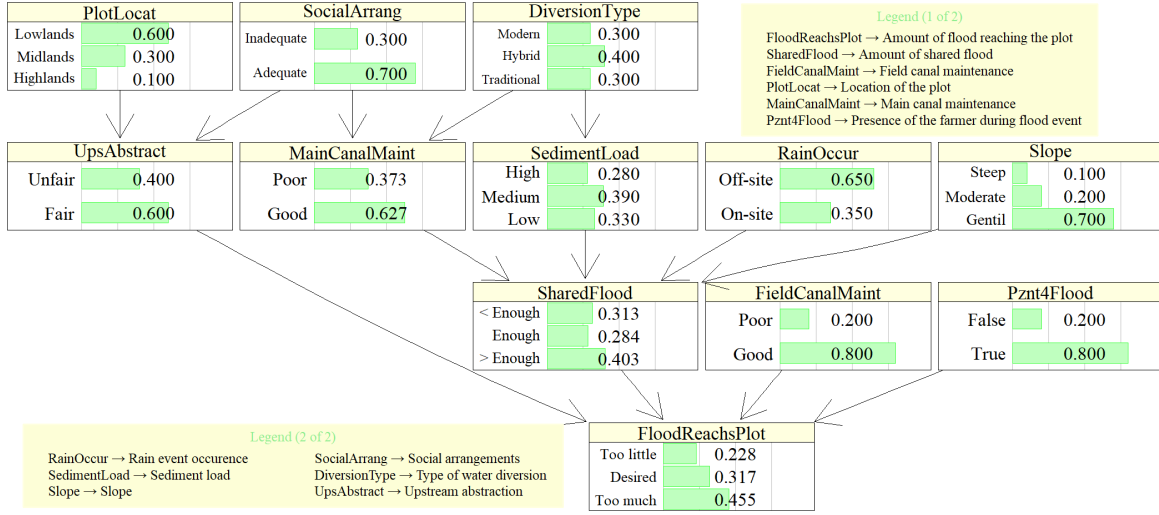 PlotLocat
Lowlands 0.600
Midlands 0.300
Highlands 0.100
SocialArrang
Inadequate 0.300
Adequate 0.700
DiversionType
Modern 0.300
Hybrid 0.400
Traditional 0.300
Legend (1 of 2)
FloodReachsPlot → Amount of flood reaching the plot
SharedFlood → Amount of shared flood
FieldCanalMaint → Field canal maintenance
PlotLocat → Location of the plot
MainCanalMaint → Main canal maintenance
Pznt4Flood → Presence of the farmer during flood event
UpsAbstract
Unfair 0.400
Fair 0.600
MainCanalMaint
Poor 0.373
Good 0.627
SedimentLoad
High 0.280
Medium 0.390
Low 0.330
RainOccur
Off-site 0.650
On-site 0.350
Slope
Steep 0.100
Moderate 0.200
Gentil 0.700
SharedFlood
< Enough 0.313
Enough 0.284
> Enough 0.403
FieldCanalMaint
Poor 0.200
Good 0.800
Pznt4Flood
False 0.200
True 0.800
FloodReachsPlot
Too little 0.228
Desired 0.317
Too much 0.455
Legend (2 of 2)
RainOccur → Rain event occurence
SedimentLoad → Sediment load
Slope → Slope
SocialArrang → Social arrangements
DiversionType → Type of water diversion
UpsAbstract → Upstream abstraction